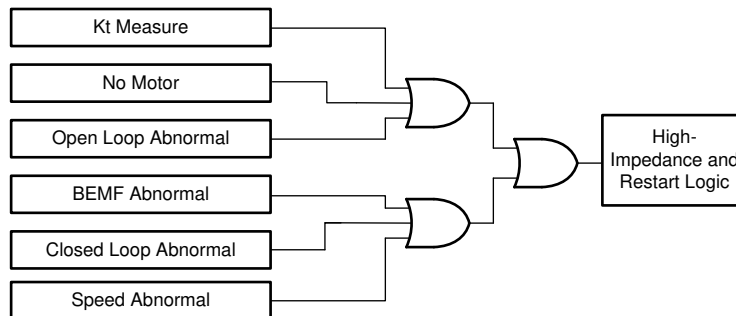 Kt Measure
No Motor
Open Loop Abnormal
BEMF Abnormal
Closed Loop Abnormal
Speed Abnormal
High-
Impedance and
Restart Logic